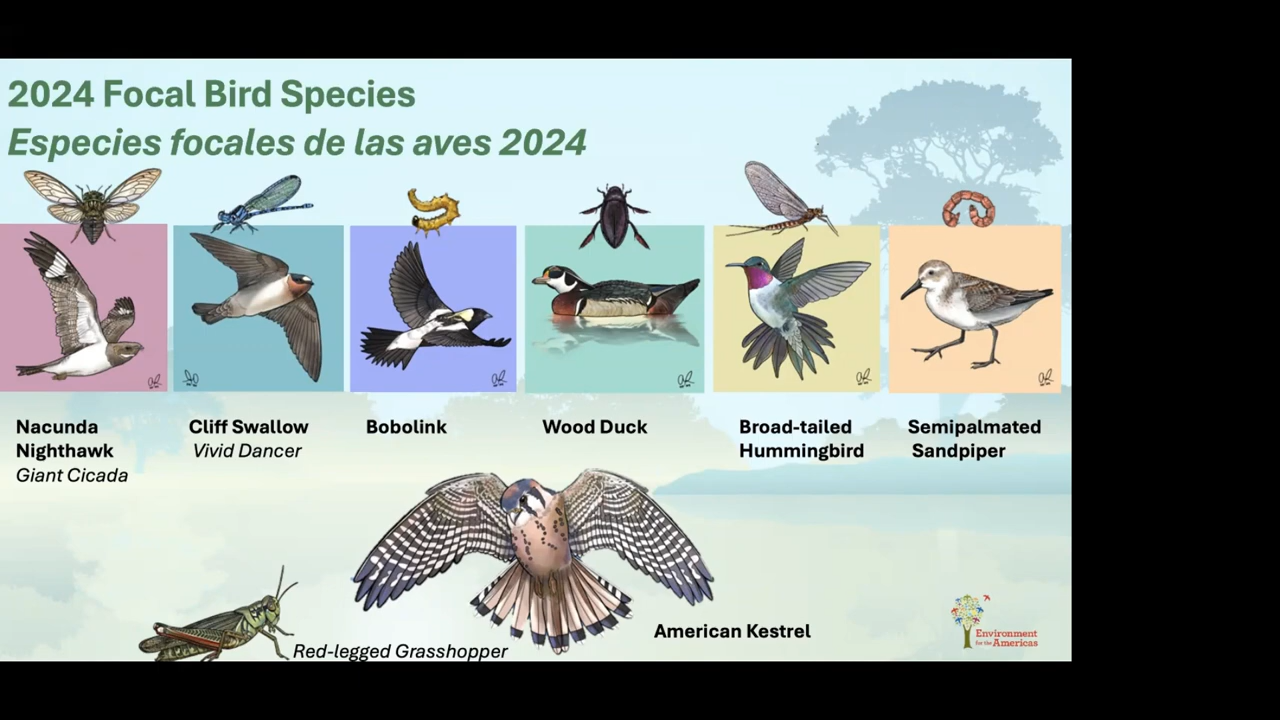 2024 Focal Bird Species
Especies focales de las aves 2024
Nacunda
Nighthawk
Giant Cicada
Cliff Swallow
Vivid Dancer
Bobolink
Wood Duck
Broad-tailed
Hummingbird
Semipalmated
Sandpiper
American Kestrel
Red-legged Grasshopper
Environment
for the Americas